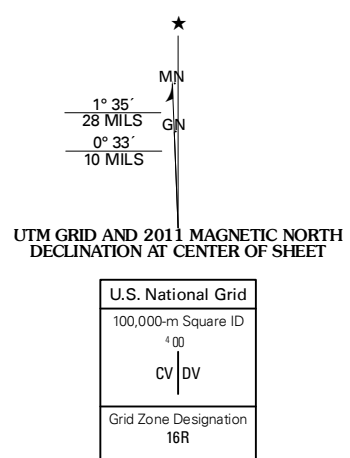 MN
1° 35´
28 MILS
GN
0° 33´
10 MILS
UTM GRID AND 2011 MAGNETIC NORTH
DECLINATION AT CENTER OF SHEET
U.S. National Grid
100,000-m Square ID
4 00
CV DV
Grid Zone Designation
16R